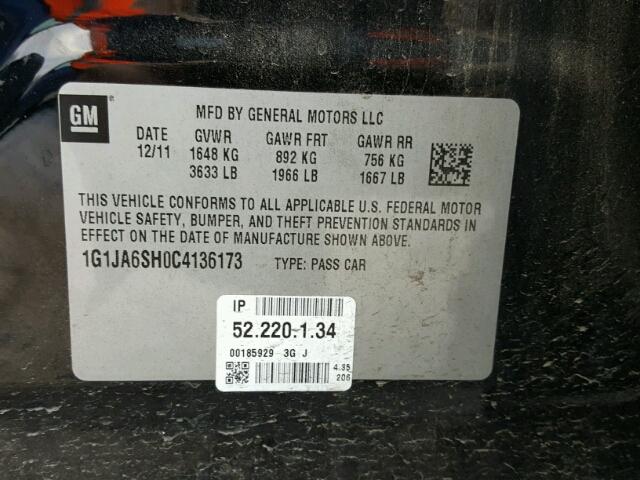 GM
MFD BY GENERAL MOTORS LLC
DATE GVWR GAWR FRT GAWR RR
12/11 1648 KG 892 KG 756 KG
3633 LB 1966 LB 1667 LB
THIS VEHICLE CONFORMS TO ALL APPLICABLE U.S. FEDERAL MOTOR
VEHICLE SAFETY, BUMPER, AND THEFT PREVENTION STANDARDS IN
EFFECT ON THE DATE OF MANUFACTURE SHOWN ABOVE.
1G1JA6SH0C4136173 TYPE: PASS CAR
IP
52.220.1.34
00185929 3G J
4.35
206